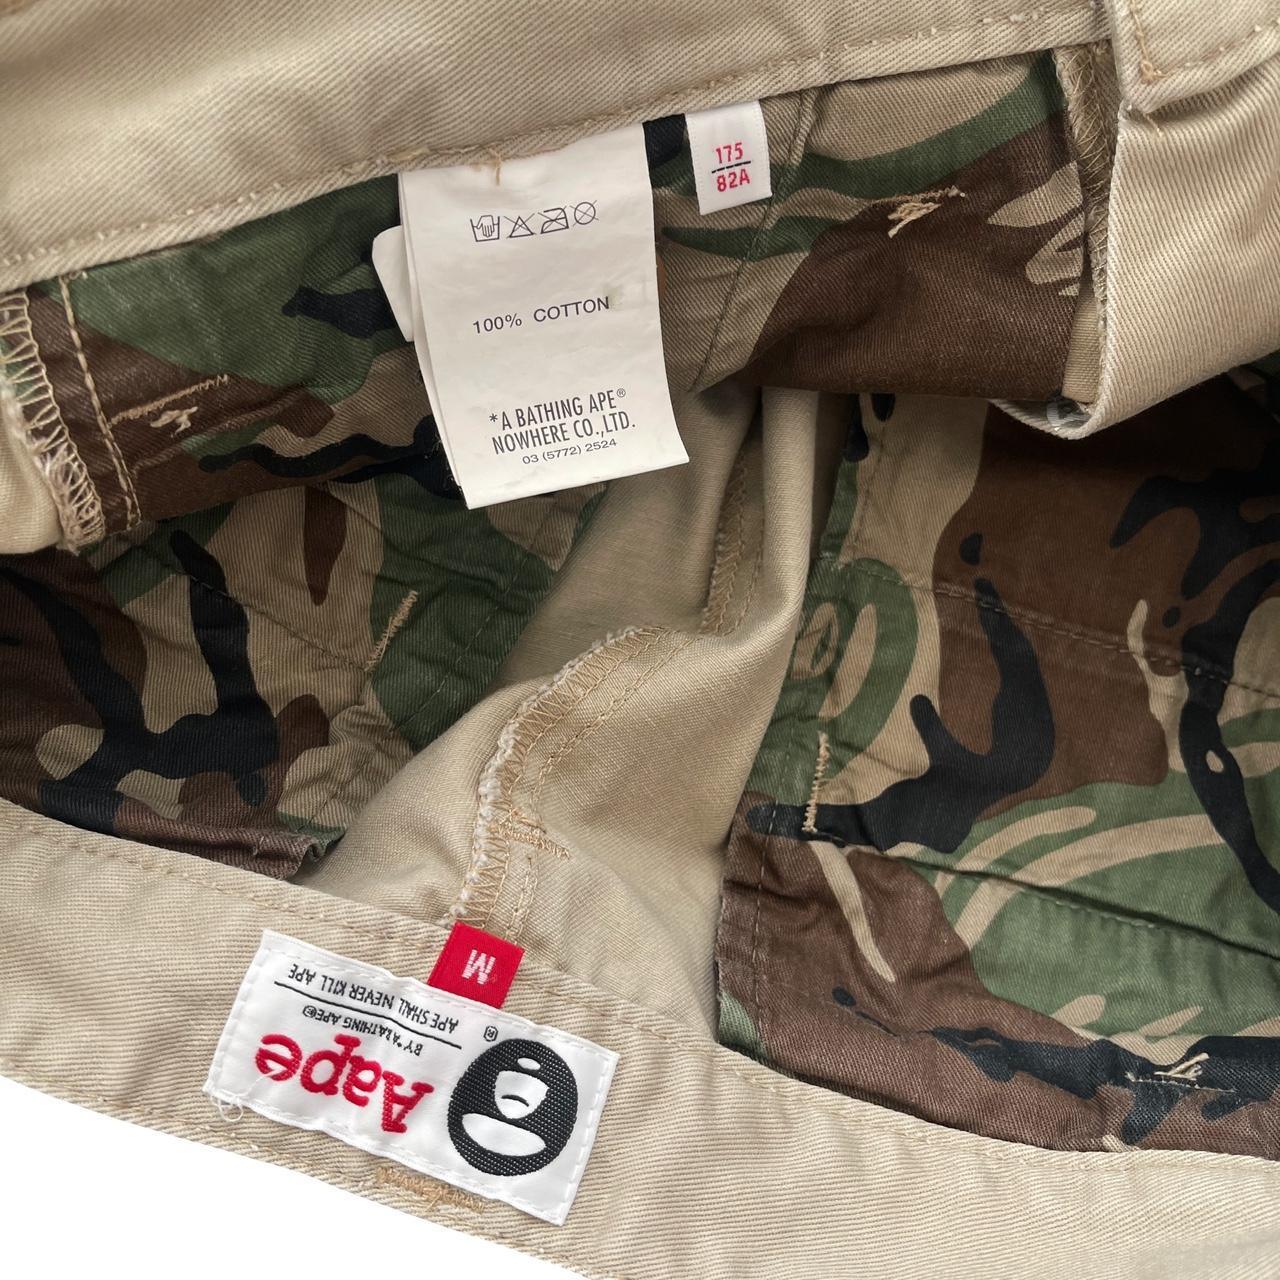 175
82A
100% COTTON
*A BATHING APE®
NOWHERE CO.,LTD.
03 (5772) 2524
M
Aape
BY *A BATHING APE®
APE SHALL NEVER KILL APE
®